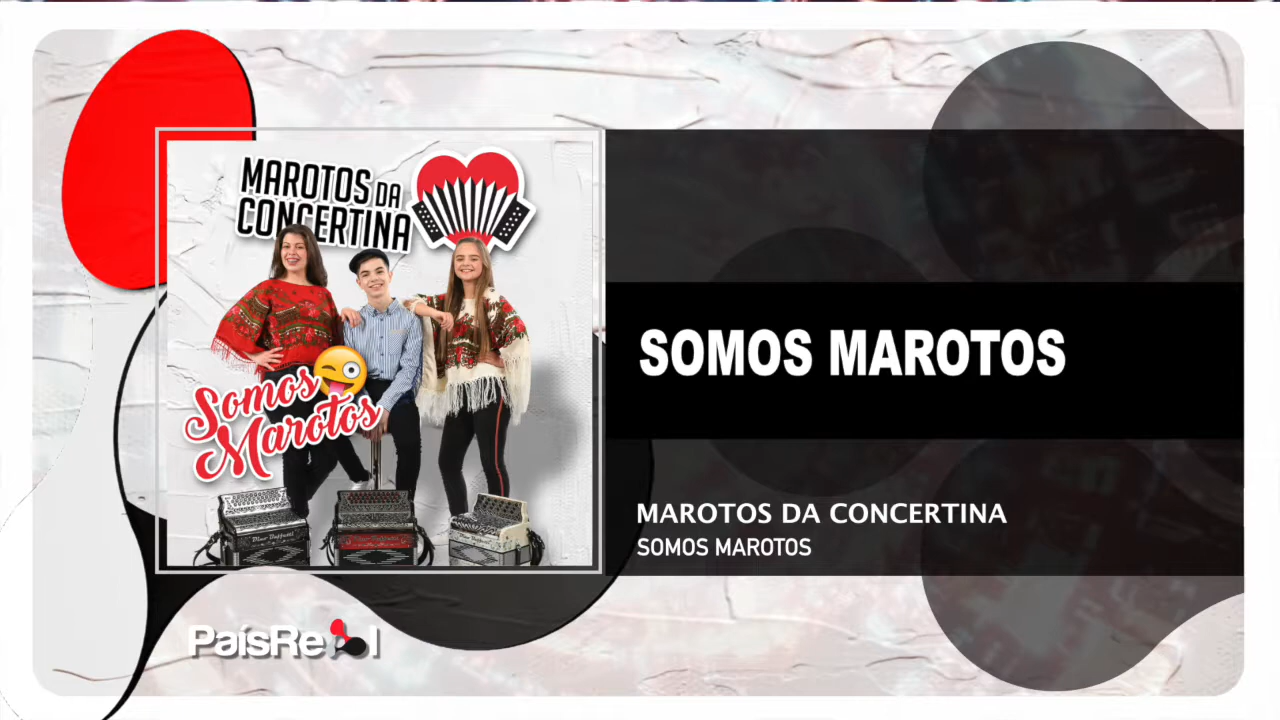 MAROTOS DA
CONCERTINA
Somos
Marotos
SOMOS MAROTOS
MAROTOS DA CONCERTINA
SOMOS MAROTOS
PaísReal